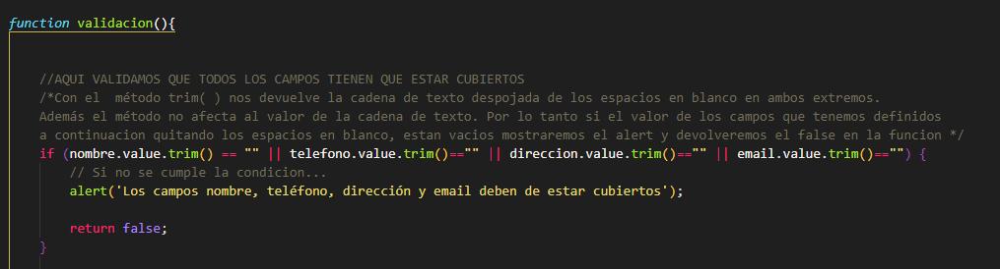 function validacion(){
//AQUI VALIDAMOS QUE TODOS LOS CAMPOS TIENEN QUE ESTAR CUBIERTOS
/*Con el  método trim( ) nos devuelve la cadena de texto despojada de los espacios en blanco en ambos extremos.
Además el método no afecta al valor de la cadena de texto. Por lo tanto si el valor de los campos que tenemos definidos
a continuacion quitando los espacios en blanco, estan vacios mostraremos el alert y devolveremos el false en la funcion */
if (nombre.value.trim() == "" || telefono.value.trim()=="" || direccion.value.trim()=="" || email.value.trim()=="") {
// Si no se cumple la condicion...
alert('Los campos nombre, teléfono, dirección y email deben de estar cubiertos');
return false;
}